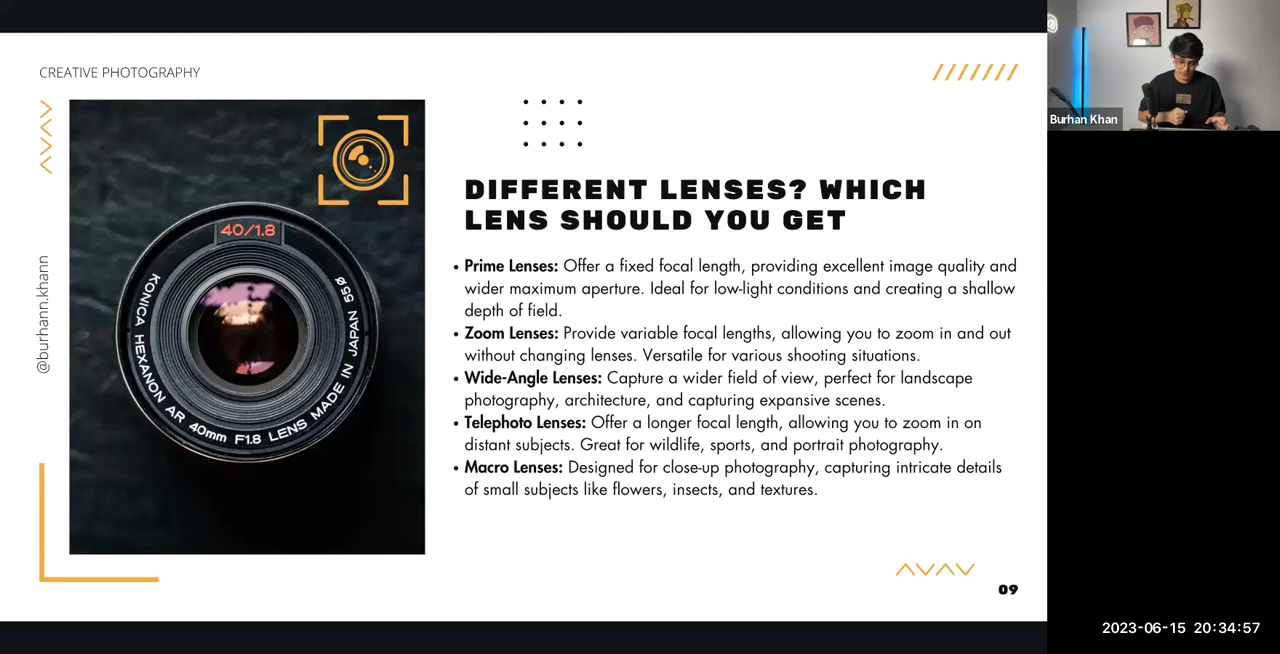 CREATIVE PHOTOGRAPHY
@burhann.khann
40/1.8
KONICA HEXANON AR 40mm F1.8 LENS MADE IN JAPAN 55ø
DIFFERENT LENSES? WHICH
LENS SHOULD YOU GET
• Prime Lenses: Offer a fixed focal length, providing excellent image quality and
wider maximum aperture. Ideal for low-light conditions and creating a shallow
depth of field.
• Zoom Lenses: Provide variable focal lengths, allowing you to zoom in and out
without changing lenses. Versatile for various shooting situations.
• Wide-Angle Lenses: Capture a wider field of view, perfect for landscape
photography, architecture, and capturing expansive scenes.
• Telephoto Lenses: Offer a longer focal length, allowing you to zoom in on
distant subjects. Great for wildlife, sports, and portrait photography.
• Macro Lenses: Designed for close-up photography, capturing intricate details
of small subjects like flowers, insects, and textures.
09
@
Burhan Khan
2023-06-15 20:34:57